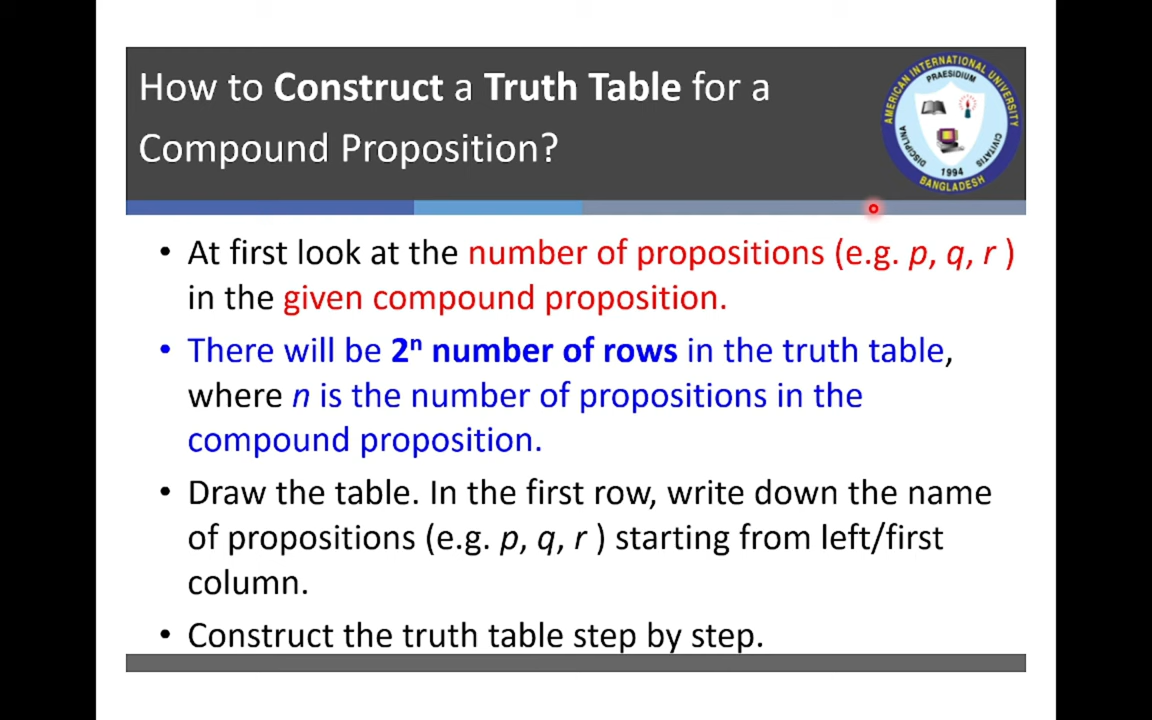 How to Construct a Truth Table for a
Compound Proposition?
AMERICAN INTERNATIONAL UNIVERSITY
PRAESIDIUM
DISCIPLINA
CIVITATIS
1994
BANGLADESH
• At first look at the number of propositions (e.g. p, q, r )
in the given compound proposition.
• There will be 2ⁿ number of rows in the truth table,
where n is the number of propositions in the
compound proposition.
• Draw the table. In the first row, write down the name
of propositions (e.g. p, q, r ) starting from left/first
column.
• Construct the truth table step by step.